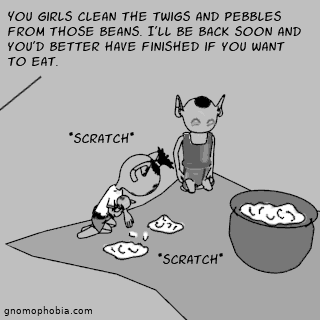 YOU GIRLS CLEAN THE TWIGS AND PEBBLES
FROM THOSE BEANS. I'LL BE BACK SOON AND
YOU'D BETTER HAVE FINISHED IF YOU WANT
TO EAT.
*SCRATCH*
*SCRATCH*
gnomophobia.com